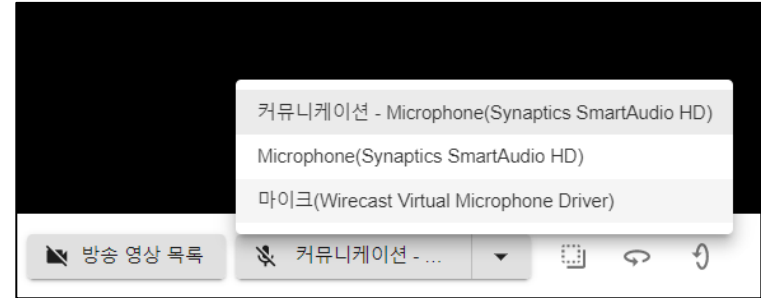 커뮤니케이션 - Microphone(Synaptics SmartAudio HD)
Microphone(Synaptics SmartAudio HD)
마이크(Wirecast Virtual Microphone Driver)
방송 영상 목록
커뮤니케이션 - ...